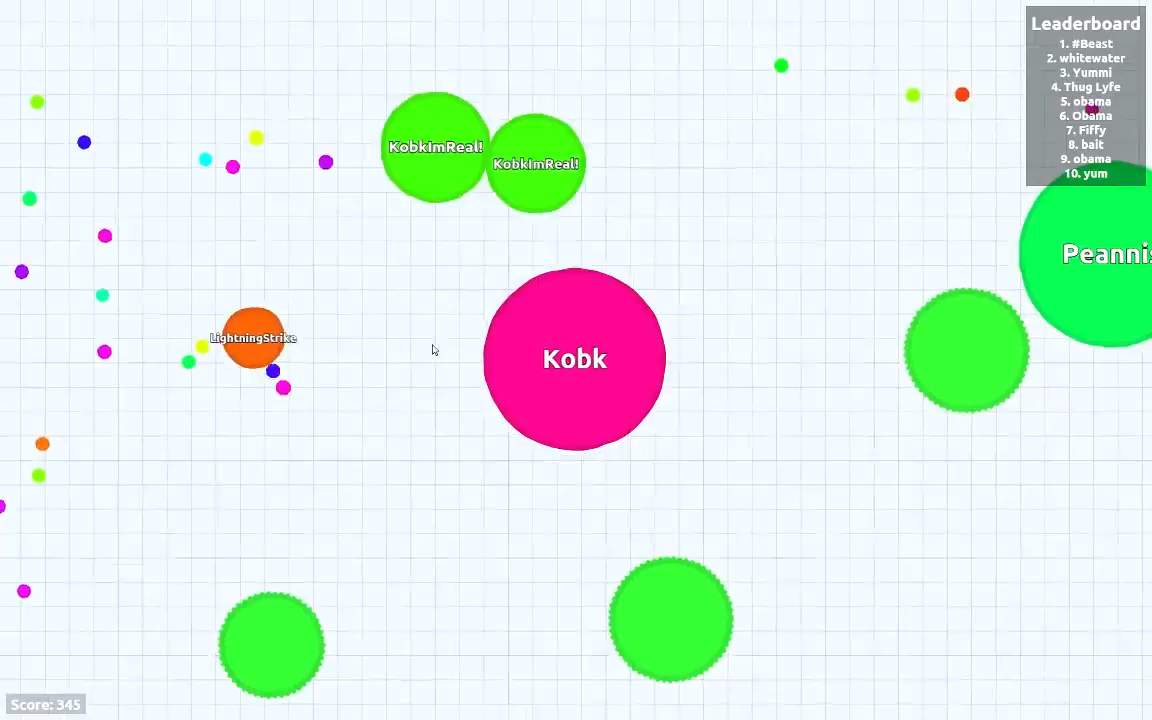 Leaderboard
1. #Beast
2. whitewater
3. Yummi
4. Thug Lyfe
5. obama
6. Obama
7. Fiffy
8. bait
9. obama
10. yum
KobkImReal!
KobkImReal!
Peannis
LightningStrike
Kobk
Score: 345